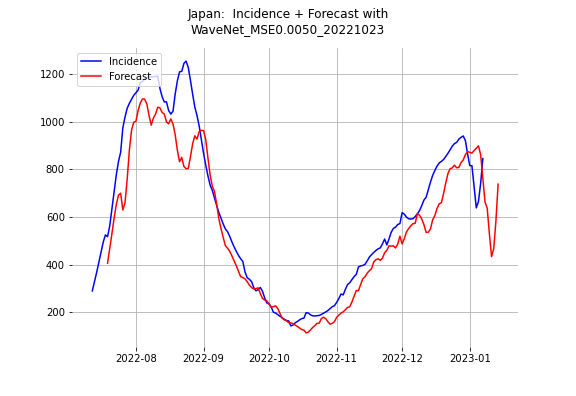 Japan:  Incidence + Forecast with
WaveNet_MSE0.0050_20221023
Incidence
Forecast
1200
1000
800
600
400
200
2022-08 2022-09 2022-10 2022-11 2022-12 2023-01